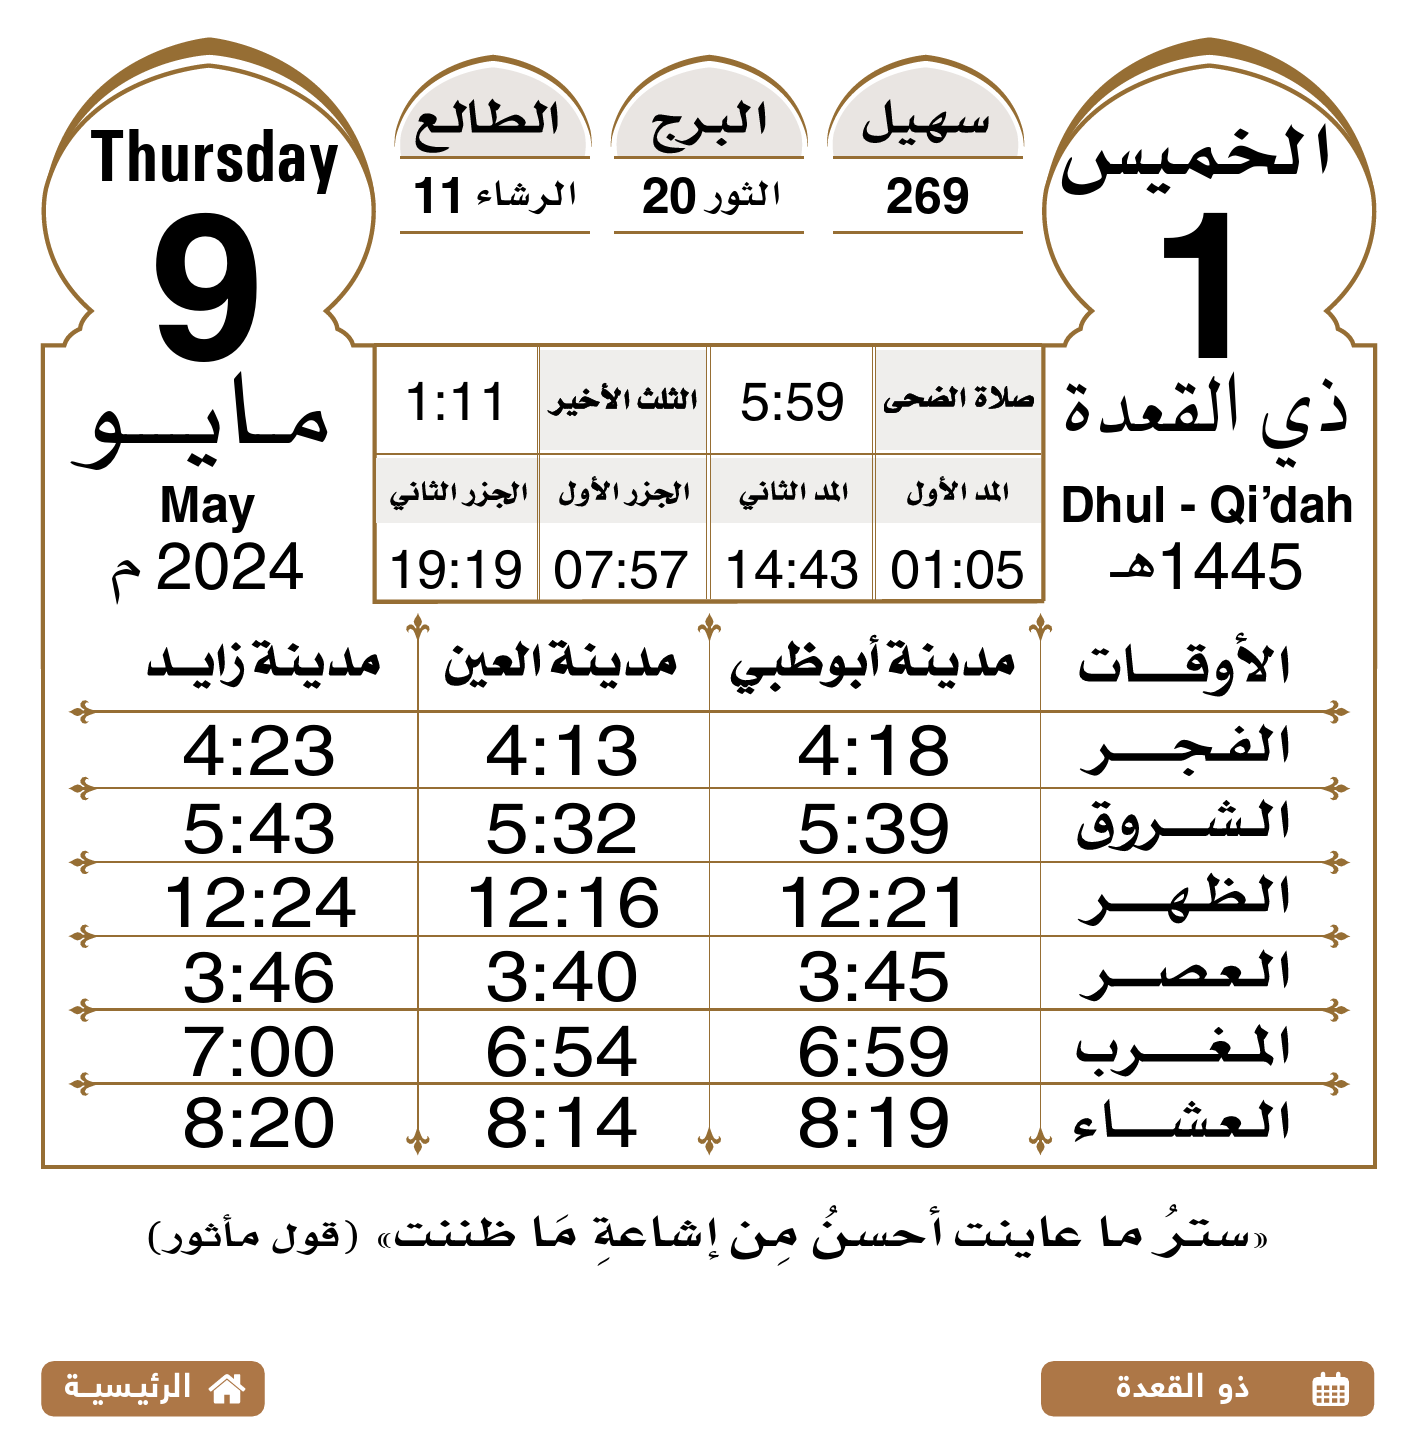 الخميس
1
ذي القعدة
Dhul - Qi’dah
1445هـ
سهيل
269
البرج
الثور 20
الطالع
الرشاء 11
Thursday
9
مايو
May
2024 م
صلاة الضحى 5:59 الثلث الأخير 1:11
المد الأول المد الثاني الجزر الأول الجزر الثاني
01:05 14:43 07:57 19:19
الأوقات مدينة أبوظبي مدينة العين مدينة زايد
الفجر 4:18 4:13 4:23
الشروق 5:39 5:32 5:43
الظهر 12:21 12:16 12:24
العصر 3:45 3:40 3:46
المغرب 6:59 6:54 7:00
العشاء 8:19 8:14 8:20
«سترُ ما عاينت أحسنُ مِن إشاعةِ مَا ظننت» (قول مأثور)
ذو القعدة
الرئيسية